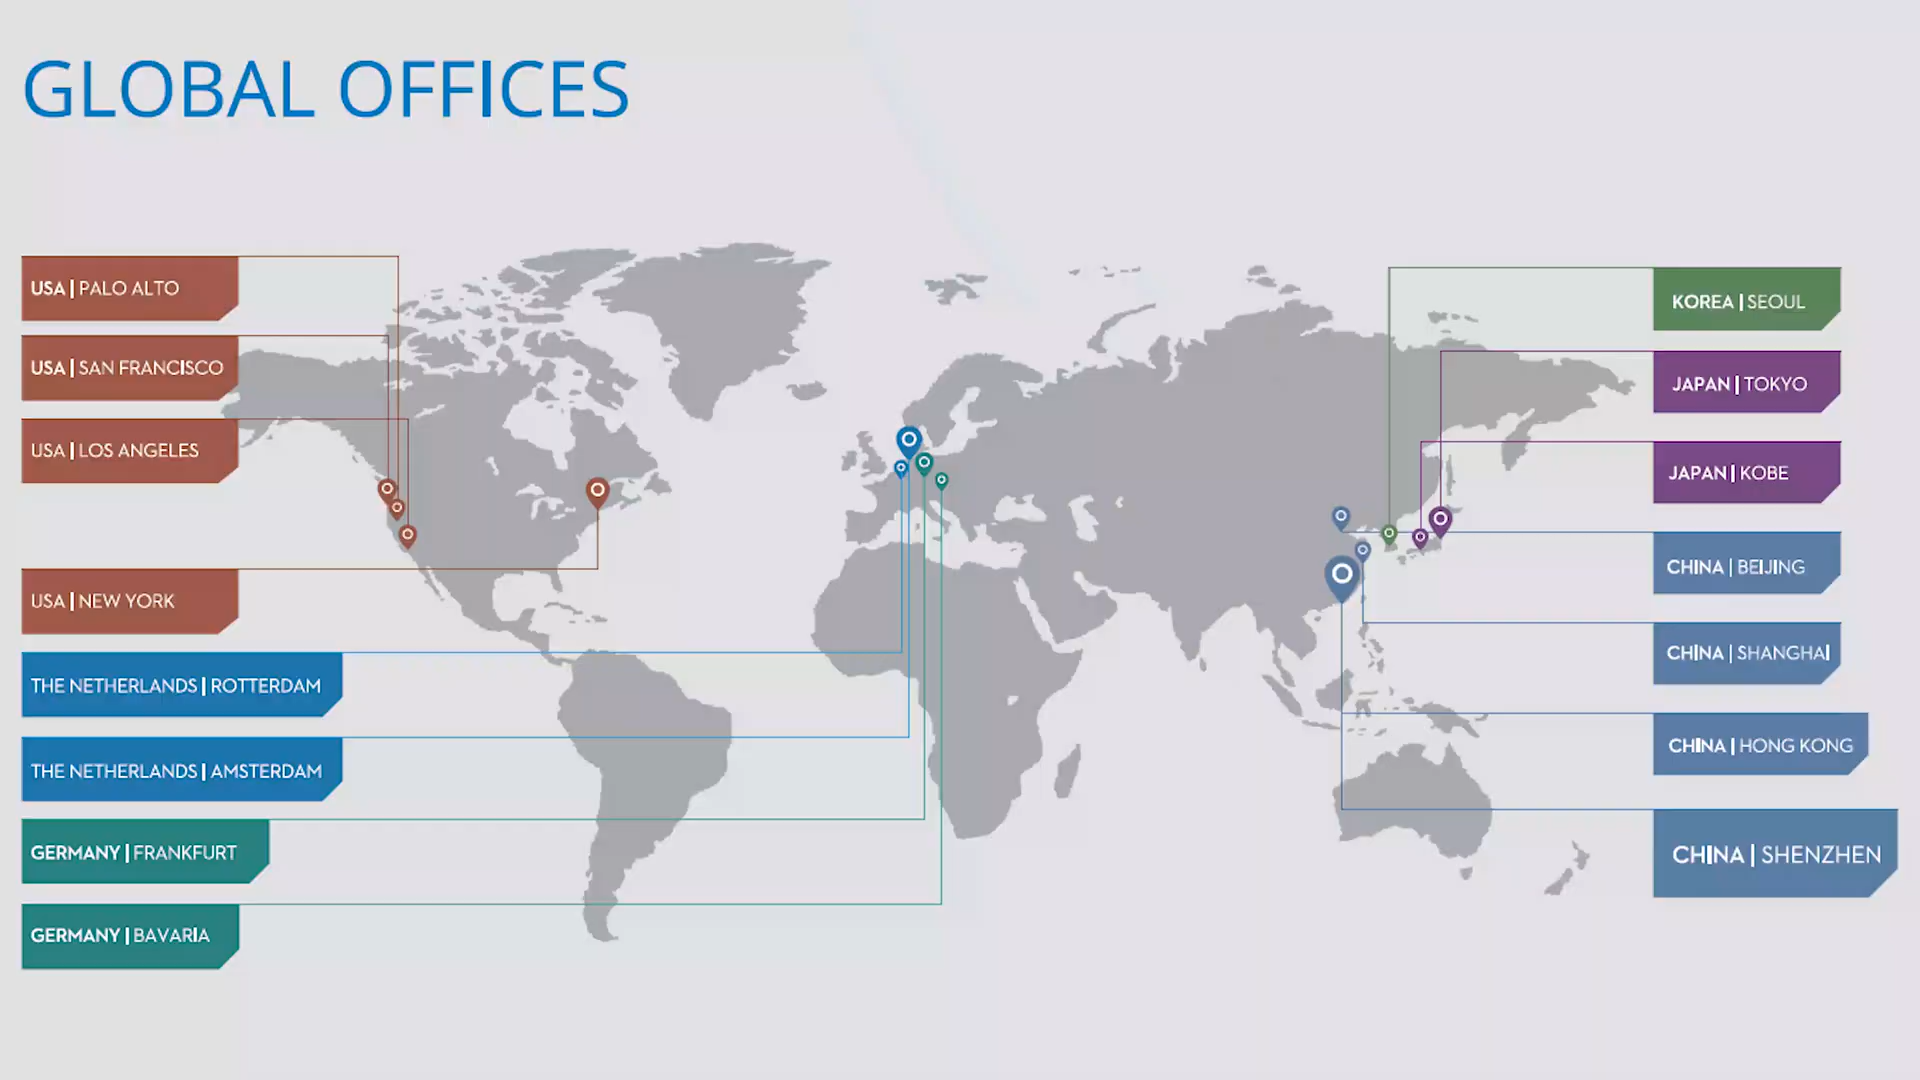 GLOBAL OFFICES
USA | PALO ALTO
USA | SAN FRANCISCO
USA | LOS ANGELES
USA | NEW YORK
THE NETHERLANDS | ROTTERDAM
THE NETHERLANDS | AMSTERDAM
GERMANY | FRANKFURT
GERMANY | BAVARIA
KOREA | SEOUL
JAPAN | TOKYO
JAPAN | KOBE
CHINA | BEIJING
CHINA | SHANGHAI
CHINA | HONG KONG
CHINA | SHENZHEN